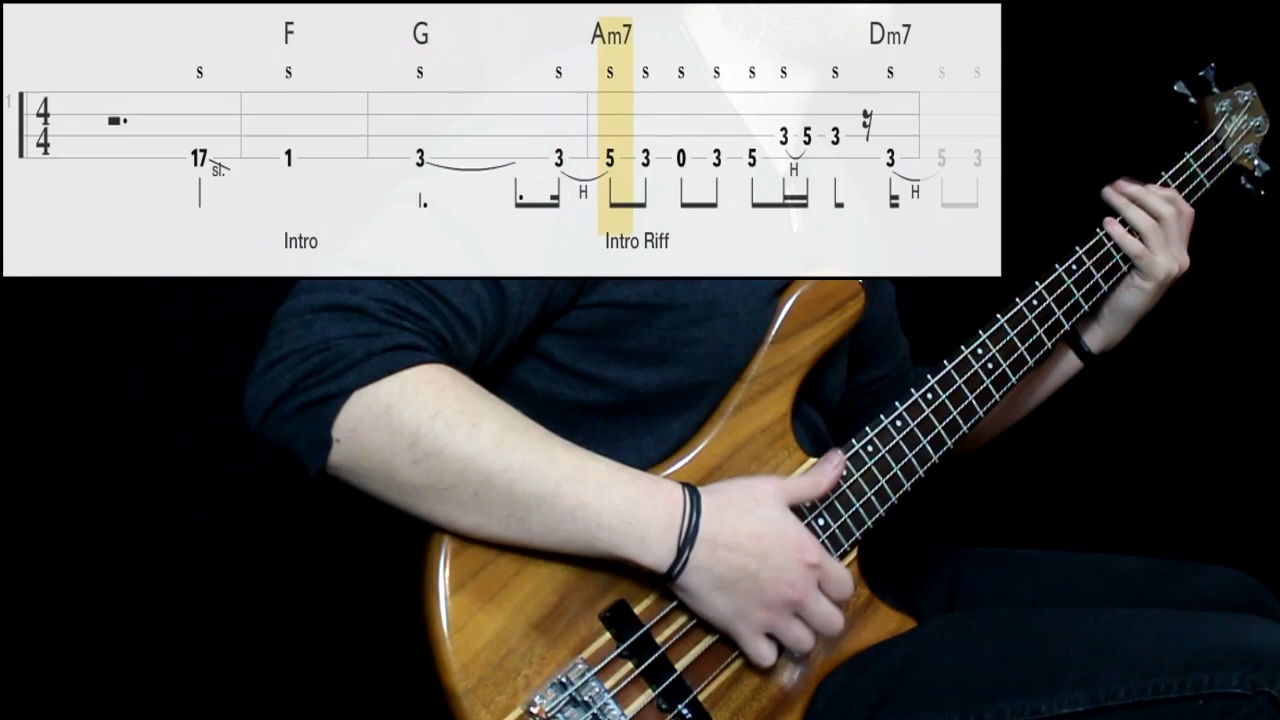 F G Am7 Dm7
s s s s s s s s s s s s s s
1
4
4
3 5 3
17 1 3 3 5 3 0 3 5 3 5 3
sl. H
H H
Intro Intro Riff